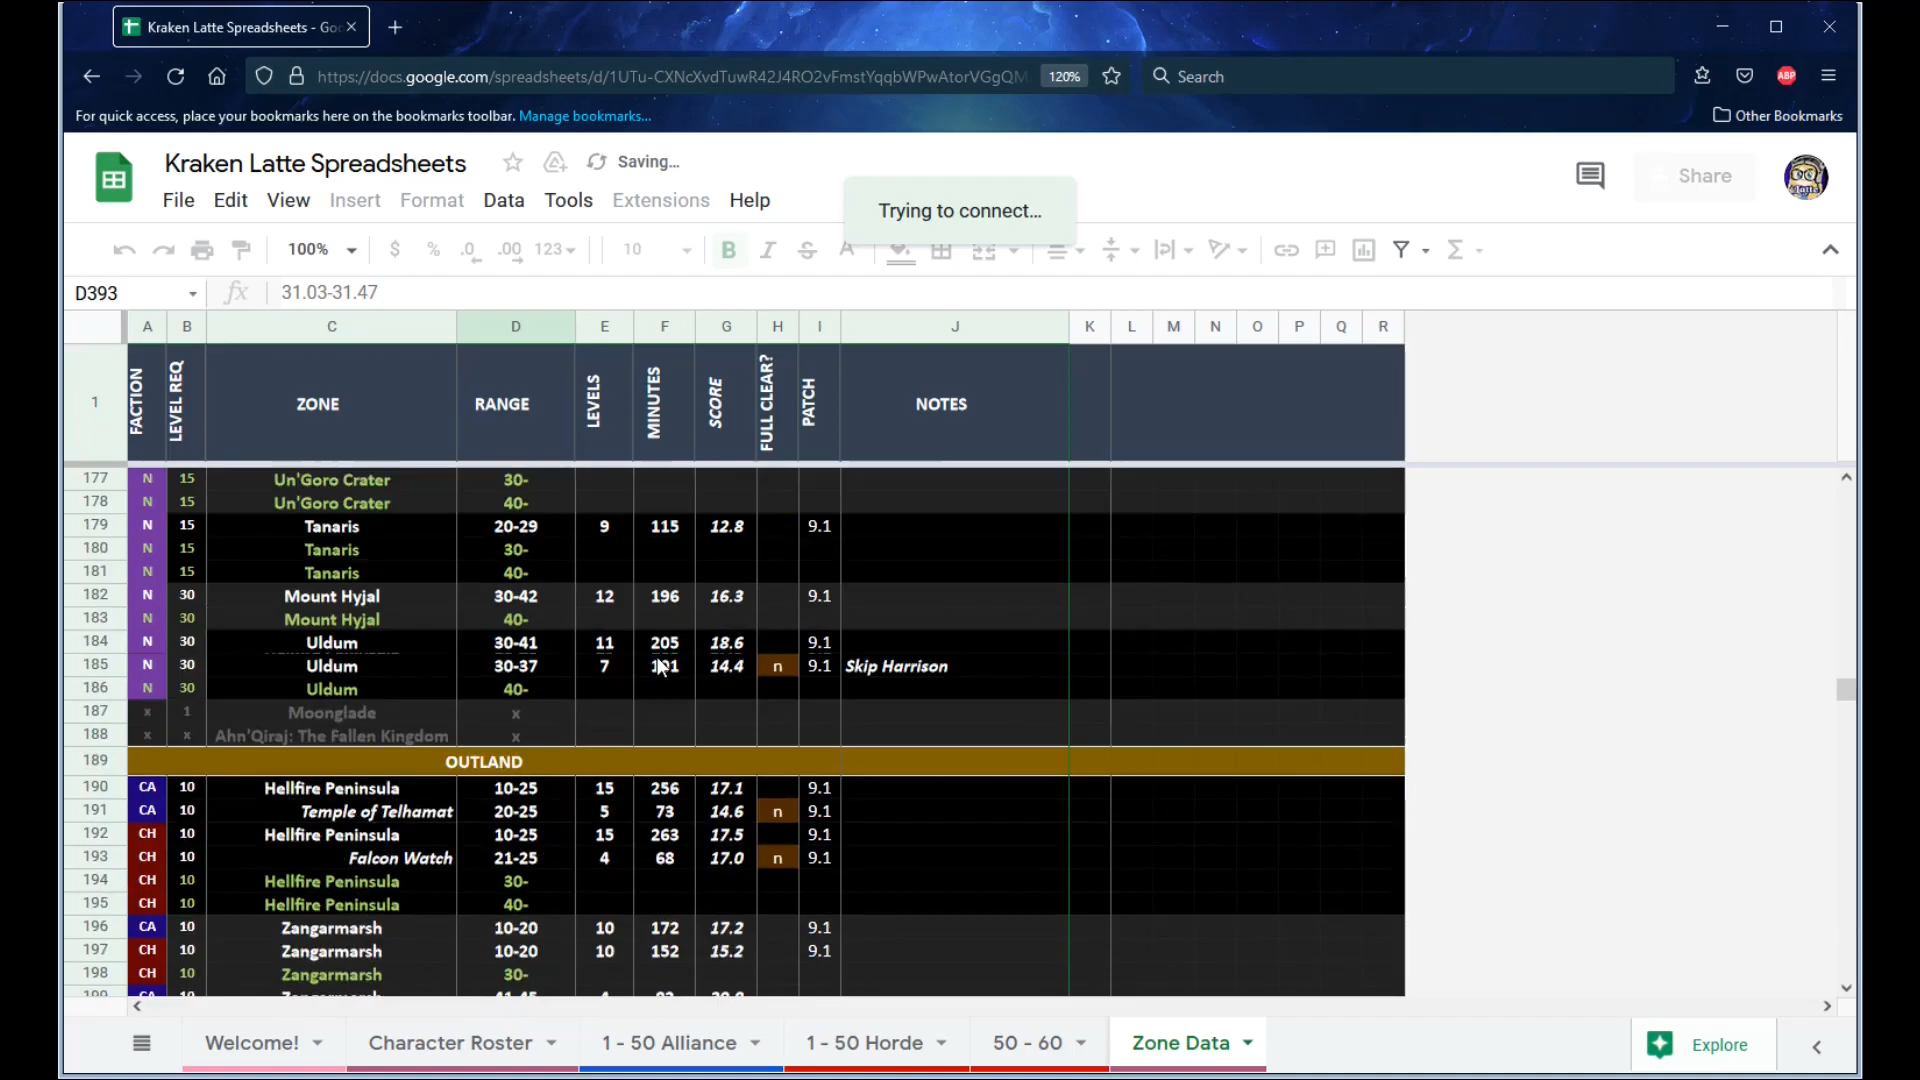 Kraken Latte Spreadsheets - Goo
https://docs.google.com/spreadsheets/d/1UTu-CXNcXvdTuwR42J4RO2vFmstYqqbWPwAtorVGgQM
120%
Search
ABP
For quick access, place your bookmarks here on the bookmarks toolbar. Manage bookmarks...
Other Bookmarks
Kraken Latte Spreadsheets
Saving...
Share
File Edit View Insert Format Data Tools Extensions Help
Trying to connect...
100% $ % .0 .00 123 10 B I S A
D393 fx 31.03-31.47
A B C D E F G H I J K L M N O P Q R
1 FACTION LEVEL REQ ZONE RANGE LEVELS MINUTES SCORE FULL CLEAR? PATCH NOTES
177 N 15 Un'Goro Crater 30-
178 N 15 Un'Goro Crater 40-
179 N 15 Tanaris 20-29 9 115 12.8 9.1
180 N 15 Tanaris 30-
181 N 15 Tanaris 40-
182 N 30 Mount Hyjal 30-42 12 196 16.3 9.1
183 N 30 Mount Hyjal 40-
184 N 30 Uldum 30-41 11 205 18.6 9.1
185 N 30 Uldum 30-37 7 14.4 n 9.1 Skip Harrison
186 N 30 Uldum 40-
187 x 1 Moonglade x
188 x x Ahn'Qiraj: The Fallen Kingdom x
189 OUTLAND
190 CA 10 Hellfire Peninsula 10-25 15 256 17.1 9.1
191 CA 10 Temple of Telhamat 20-25 5 73 14.6 n 9.1
192 CH 10 Hellfire Peninsula 10-25 15 263 17.5 9.1
193 CH 10 Falcon Watch 21-25 4 68 17.0 n 9.1
194 CH 10 Hellfire Peninsula 30-
195 CH 10 Hellfire Peninsula 40-
196 CA 10 Zangarmarsh 10-20 10 172 17.2 9.1
197 CH 10 Zangarmarsh 10-20 10 152 15.2 9.1
198 CH 10 Zangarmarsh 30-
Welcome! Character Roster 1 - 50 Alliance 1 - 50 Horde 50 - 60 Zone Data Explore